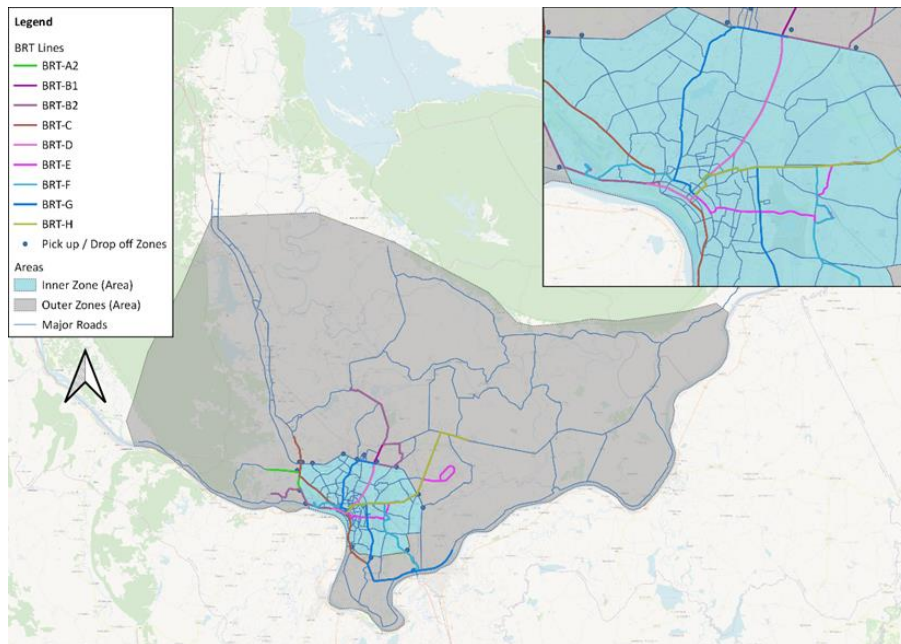 Legend
BRT Lines
BRT-A2
BRT-B1
BRT-B2
BRT-C
BRT-D
BRT-E
BRT-F
BRT-G
BRT-H
Pick up / Drop off Zones
Areas
Inner Zone (Area)
Outer Zones (Area)
Major Roads